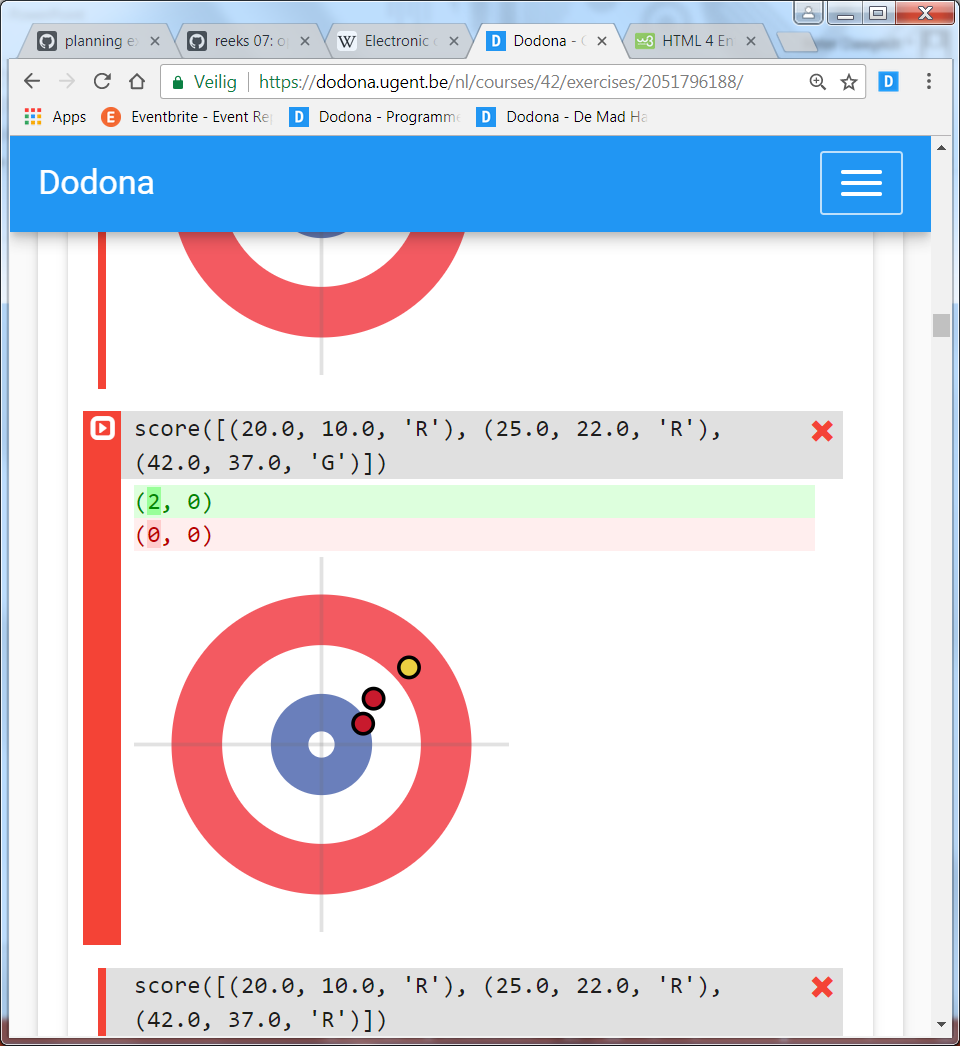 planning e
reeks 07: o
W Electronic
D Dodona -
w3 HTML 4 En
Veilig https://dodona.ugent.be/nl/courses/42/exercises/2051796188/
D
Apps E Eventbrite - Event Re D Dodona - Programme D Dodona - De Mad Ha
Dodona
score([(20.0, 10.0, 'R'), (25.0, 22.0, 'R'),
(42.0, 37.0, 'G')])
(2, 0)
(0, 0)
score([(20.0, 10.0, 'R'), (25.0, 22.0, 'R'),
(42.0, 37.0, 'R')])